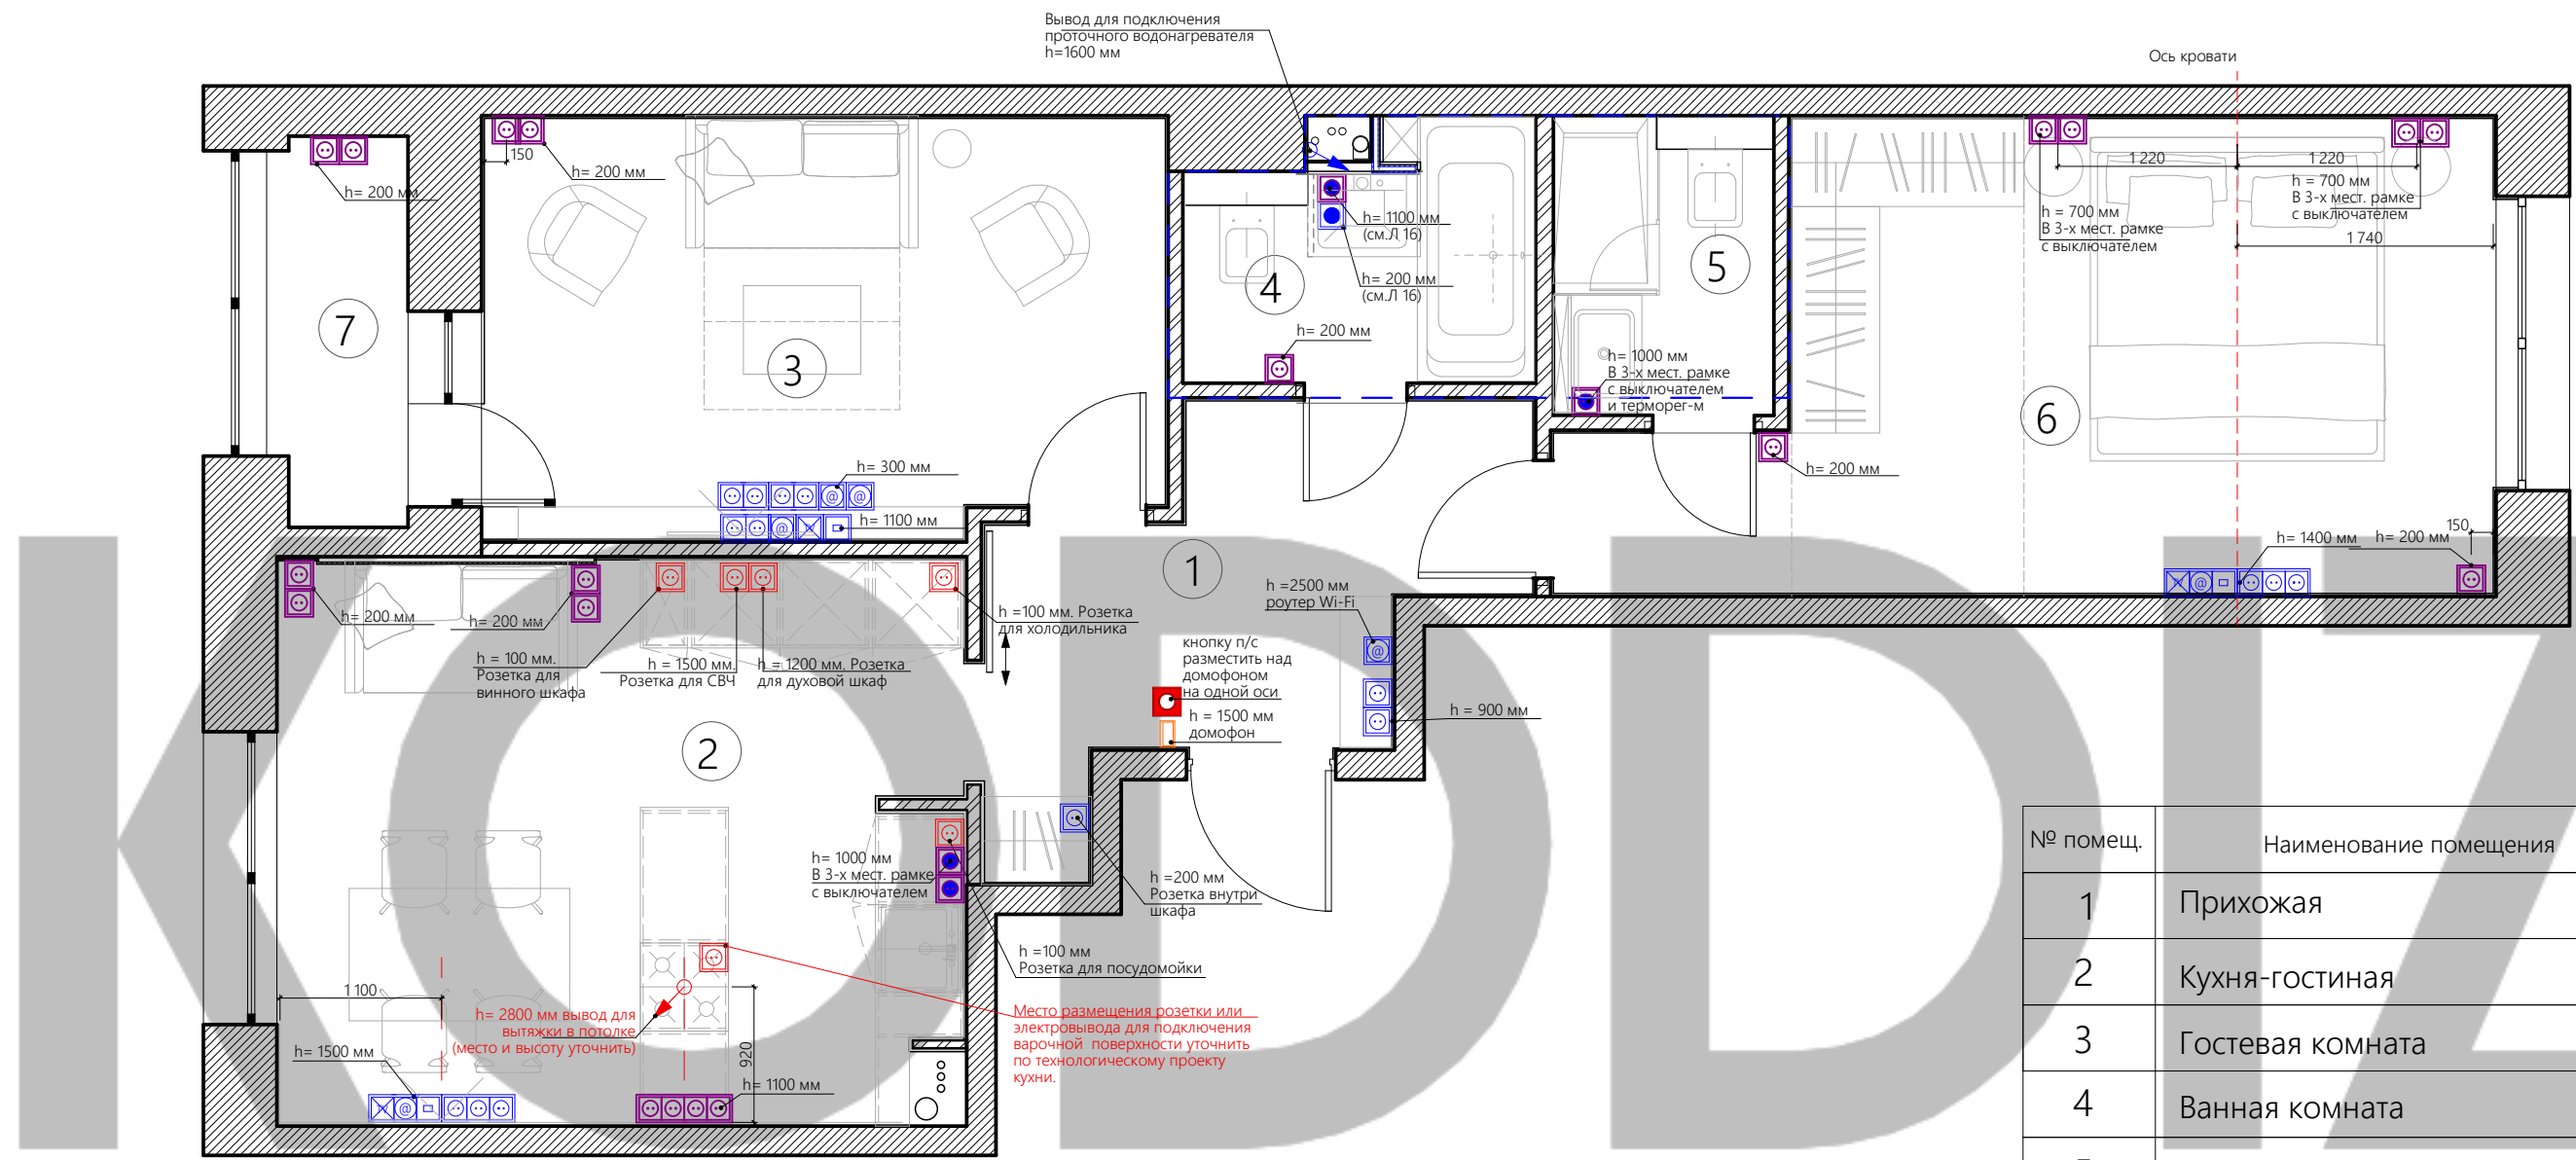 Вывод для подключения
проточного водонагревателя
h=1600 мм
Ось кровати
150
h= 200 мм
h= 200 мм
1 220
1 220
h = 700 мм
В 3-х мест. рамке
с выключателем
h = 700 мм
В 3-х мест. рамке
с выключателем
1 740
h= 1100 мм
(см.Л 16)
h= 200 мм
(см.Л 16)
7
3
4
5
6
h= 200 мм
h= 1000 мм
В 3-х мест. рамке
с выключателем
и терморег-м
h= 200 мм
h= 300 мм
@
@
h= 1100 мм
@
TV
150
h= 1400 мм
h= 200 мм
TV
@
1
h =2500 мм
роутер Wi-Fi
@
h= 200 мм
h= 200 мм
h =100 мм. Розетка
для холодильника
h = 100 мм.
Розетка для
винного шкафа
h = 1500 мм.
Розетка для СВЧ
h = 1200 мм. Розетка
для духовой шкаф
кнопку п/с
разместить над
домофоном
на одной оси
h = 1500 мм
домофон
h = 900 мм
2
h= 1000 мм
В 3-х мест. рамке
с выключателем
h =200 мм
Розетка внутри
шкафа
h =100 мм
Розетка для посудомойки
1 100
h= 2800 мм вывод для
вытяжки в потолке
(место и высоту уточнить)
Место размещения розетки или
электровывода для подключения
варочной поверхности уточнить
по технологическому проекту
кухни.
920
h= 1500 мм
h= 1100 мм
TV
@
№ помещ.
Наименование помещения
1 Прихожая
2 Кухня-гостиная
3 Гостевая комната
4 Ванная комната
KODDIZ